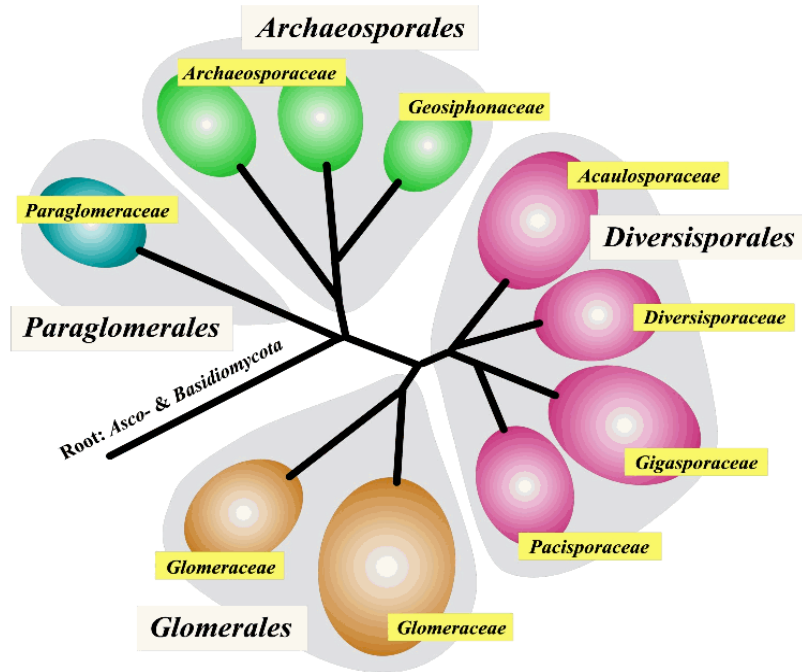 Archaeosporales
Archaeosporaceae
Geosiphonaceae
Acaulosporaceae
Paraglomeraceae
Diversisporales
Paraglomerales
Diversisporaceae
Root: Asco- & Basidiomycota
Gigasporaceae
Pacisporaceae
Glomeraceae
Glomerales
Glomeraceae